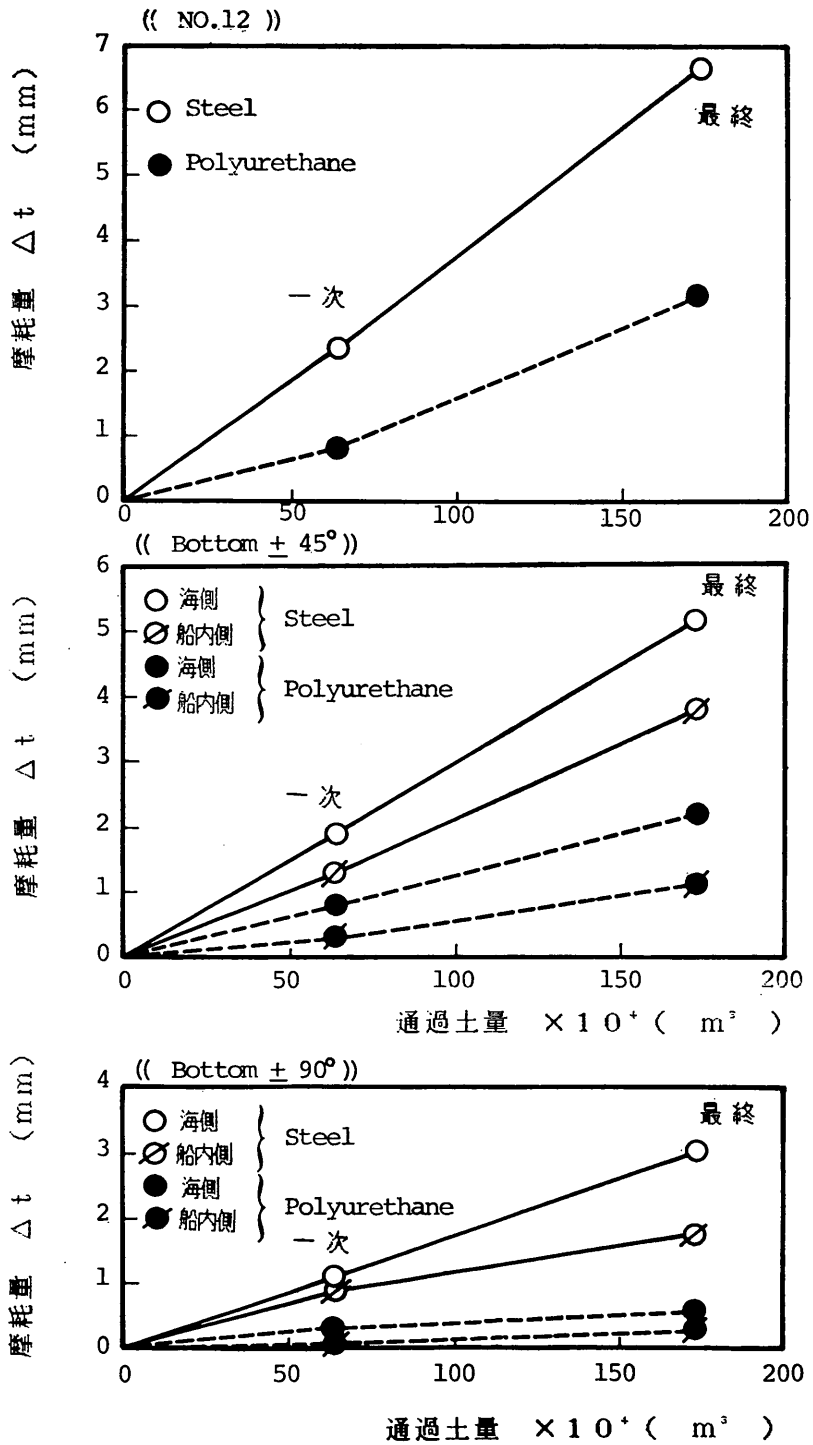 (( NO.12 ))
摩耗量 Δt (mm)
7
6
5
4
3
2
1
0
○ Steel
● Polyurethane
一次
最終
0 50 100 150 200
(( Bottom ± 45° ))
摩耗量 Δt (mm)
6
5
4
3
2
1
0
海側
船内側
Steel
海側
船内側
Polyurethane
一次
最終
0 50 100 150 200
通過土量 ×10⁴ ( m³ )
(( Bottom ± 90° ))
摩耗量 Δt (mm)
4
3
2
1
0
海側
船内側
Steel
海側
船内側
Polyurethane
一次
最終
0 50 100 150 200
通過土量 ×10⁴ ( m³ )